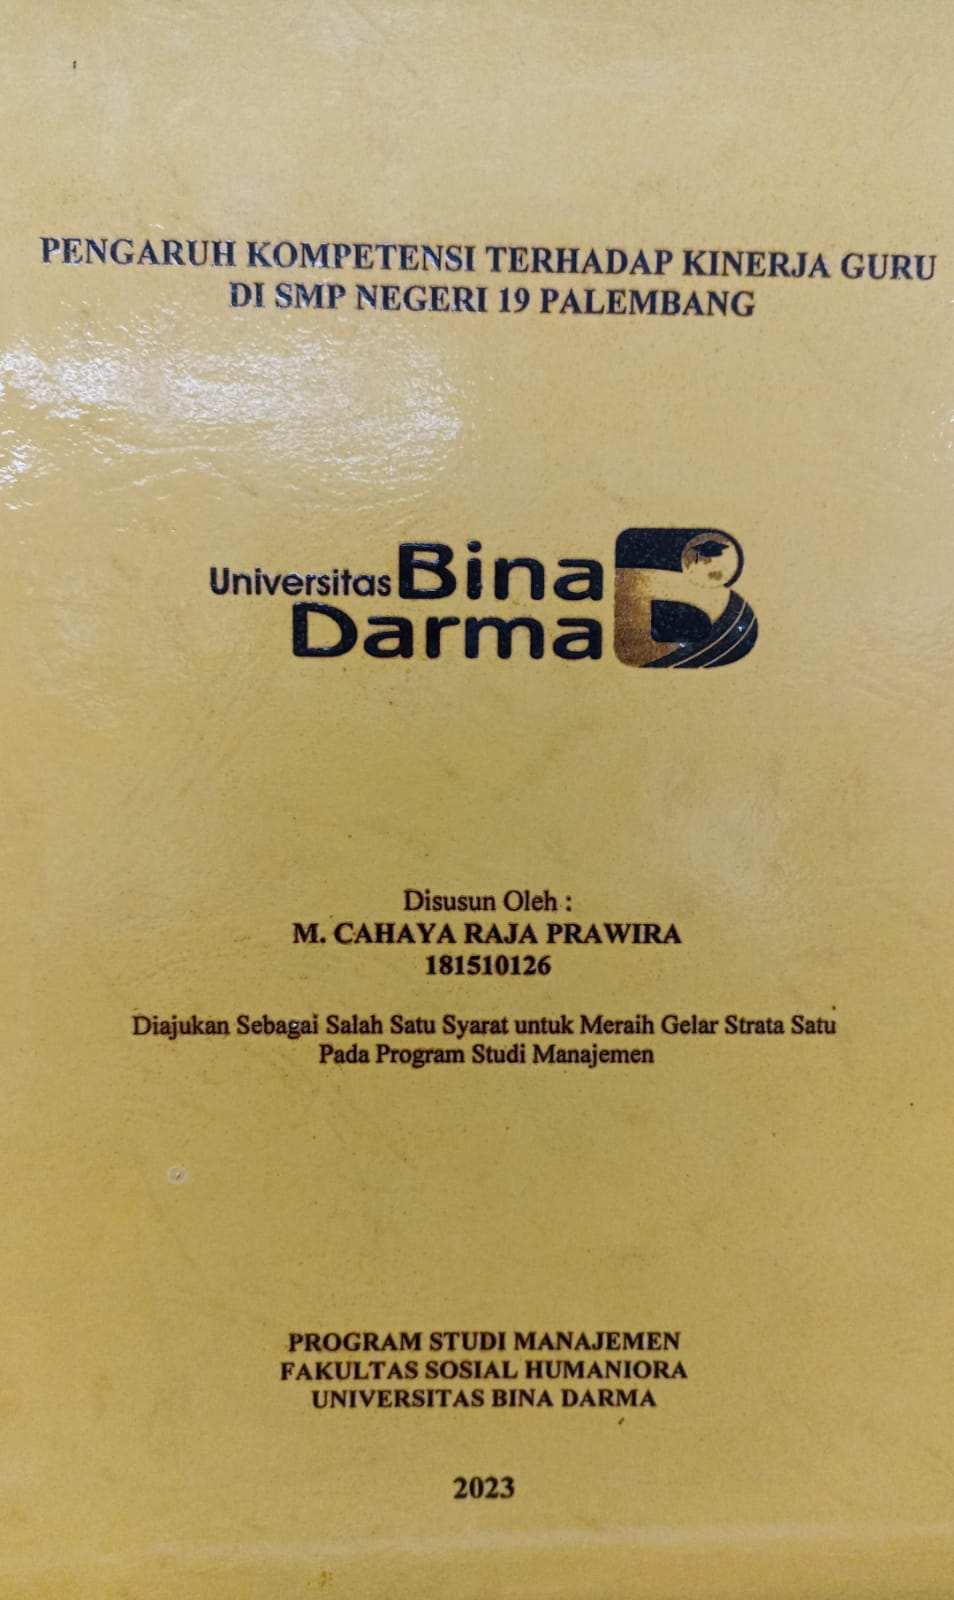 PENGARUH KOMPETENSI TERHADAP KINERJA GURU
DI SMP NEGERI 19 PALEMBANG
Universitas Bina
Darma
Disusun Oleh :
M. CAHAYA RAJA PRAWIRA
181510126
Diajukan Sebagai Salah Satu Syarat untuk Meraih Gelar Strata Satu
Pada Program Studi Manajemen
PROGRAM STUDI MANAJEMEN
FAKULTAS SOSIAL HUMANIORA
UNIVERSITAS BINA DARMA
2023